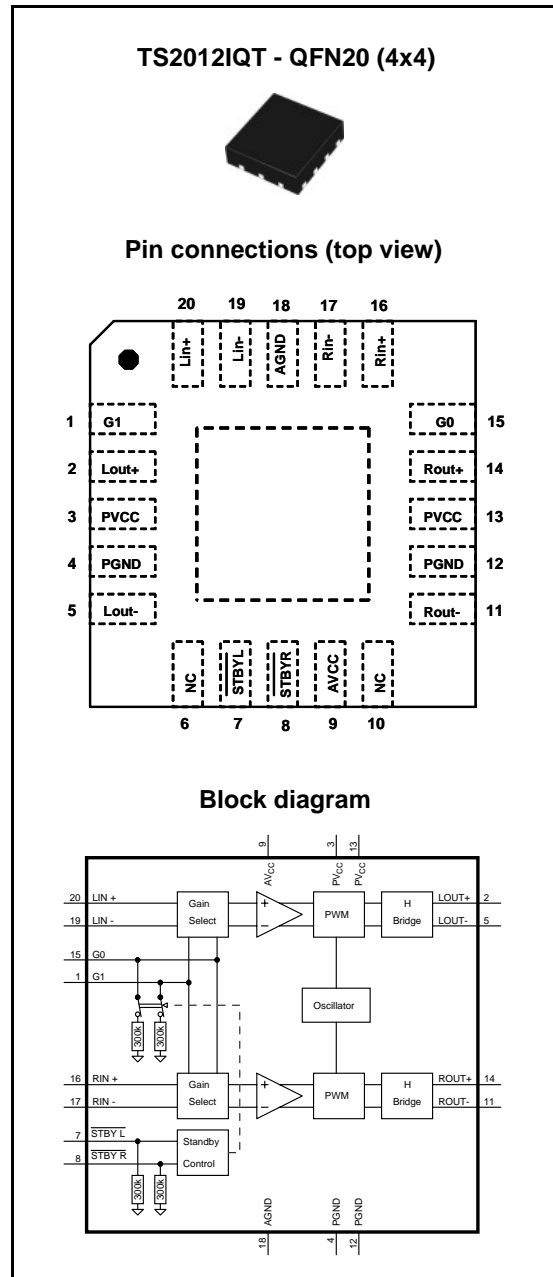 TS2012IQT - QFN20 (4x4)
Pin connections (top view)
20 19 18 17 16
Lin+ Lin- AGND Rin- Rin+
1 G1 G0 15
2 Lout+ Rout+ 14
3 PVCC PVCC 13
4 PGND PGND 12
5 Lout- Rout- 11
NC STBYL STBYR AVCC NC
6 7 8 9 10
Block diagram
9 3 13
AVCC PVCC PVCC
20 LIN + Gain Select + - PWM H Bridge LOUT+ 2
19 LIN - LOUT- 5
15 G0
1 G1
Oscillator
300k 300k
16 RIN + Gain Select + - PWM H Bridge ROUT+ 14
17 RIN - ROUT- 11
7 STBY L Standby Control
8 STBY R
300k 300k
AGND PGND PGND
18 4 12